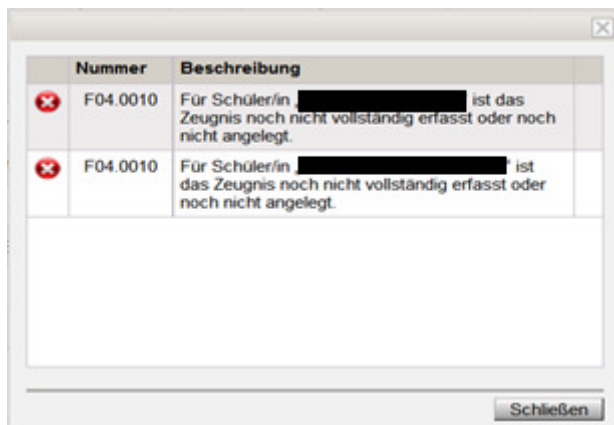 Nummer Beschreibung
F04.0010 Für Schüler/in „ ist das
Zeugnis noch nicht vollständig erfasst oder noch
nicht angelegt.
F04.0010 Für Schüler/in „ “ ist
das Zeugnis noch nicht vollständig erfasst oder
noch nicht angelegt.
Schließen